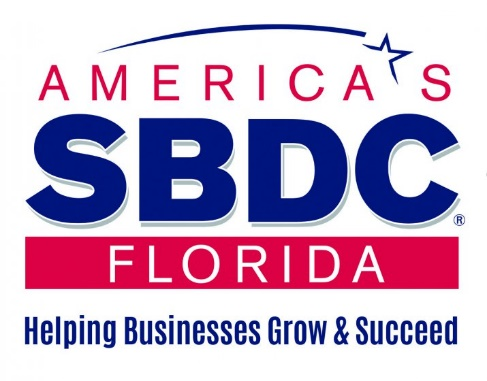 AMERICA'S
SBDC®
FLORIDA
Helping Businesses Grow & Succeed